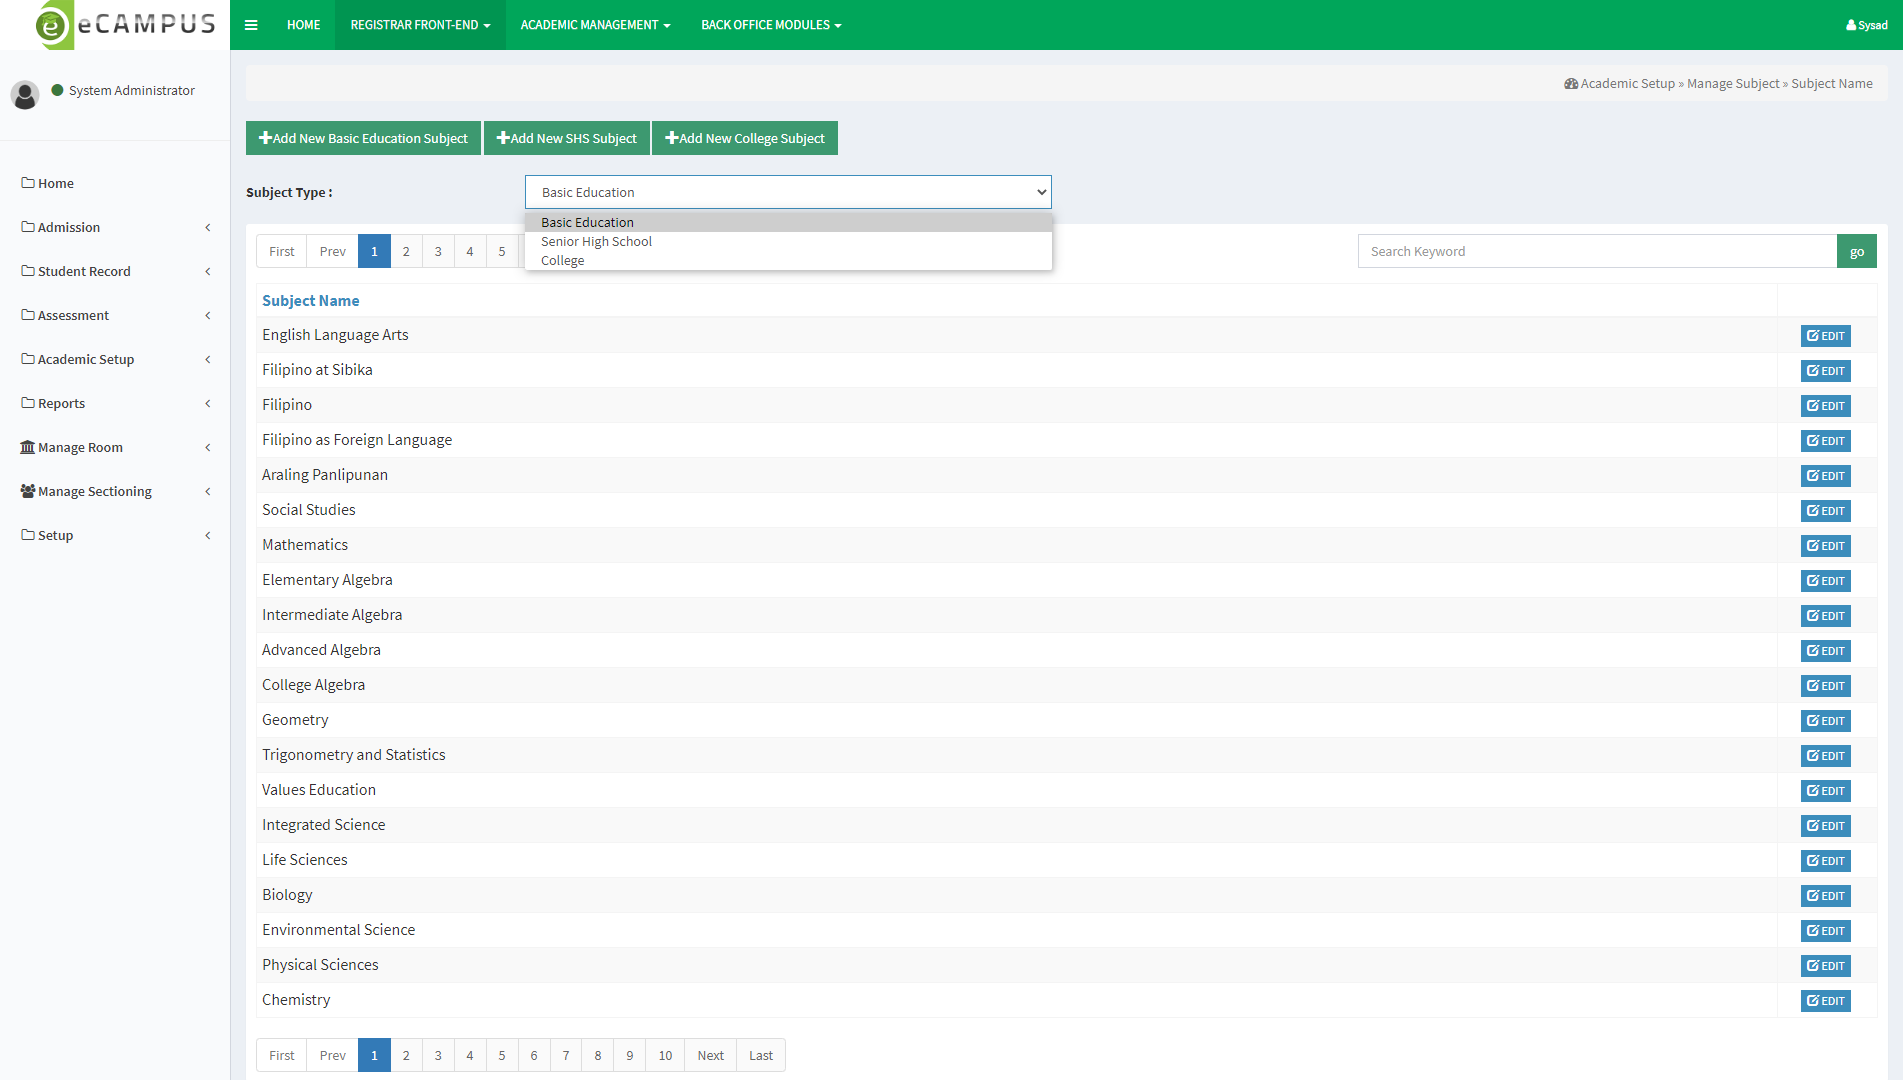 eCAMPUS
HOME
REGISTRAR FRONT-END
ACADEMIC MANAGEMENT
BACK OFFICE MODULES
Sysad
System Administrator
Home
Admission
Student Record
Assessment
Academic Setup
Reports
Manage Room
Manage Sectioning
Setup
Academic Setup » Manage Subject » Subject Name
Add New Basic Education Subject
Add New SHS Subject
Add New College Subject
Subject Type :
Basic Education
Basic Education
Senior High School
College
First Prev 1 2 3 4 5
Search Keyword
go
Subject Name
English Language Arts EDIT
Filipino at Sibika EDIT
Filipino EDIT
Filipino as Foreign Language EDIT
Araling Panlipunan EDIT
Social Studies EDIT
Mathematics EDIT
Elementary Algebra EDIT
Intermediate Algebra EDIT
Advanced Algebra EDIT
College Algebra EDIT
Geometry EDIT
Trigonometry and Statistics EDIT
Values Education EDIT
Integrated Science EDIT
Life Sciences EDIT
Biology EDIT
Environmental Science EDIT
Physical Sciences EDIT
Chemistry EDIT
First Prev 1 2 3 4 5 6 7 8 9 10 Next Last